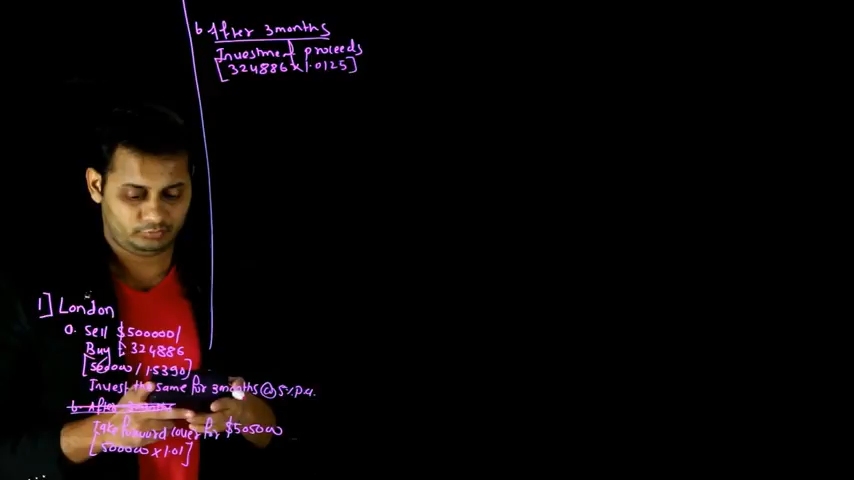 1] London
a. Sell $500000/
Buy £ 324886
[500000/1.5390]
Invest the same for 3months @ 5% p.a.
b. After 3months
Take forward cover for $505000
[500000 x 1.01]
b. After 3months
Investment proceeds
[324886 x 1.0125]